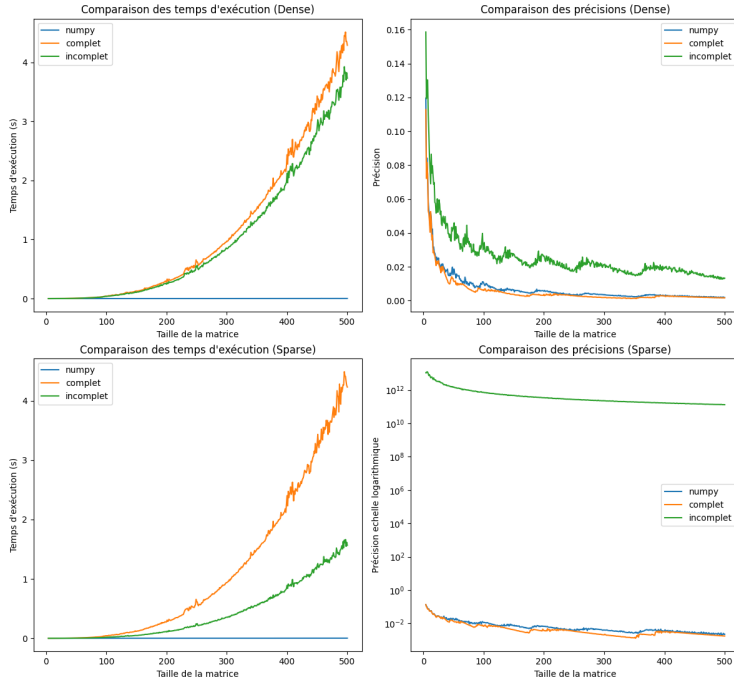 Comparaison des temps d'exécution (Dense)
numpy
complet
incomplet
4
3
2
1
0
Temps d'exécution (s)
0 100 200 300 400 500
Taille de la matrice
Comparaison des précisions (Dense)
numpy
complet
incomplet
0.16
0.14
0.12
0.10
0.08
0.06
0.04
0.02
0.00
Précision
0 100 200 300 400 500
Taille de la matrice
Comparaison des temps d'exécution (Sparse)
numpy
complet
incomplet
4
3
2
1
0
Temps d'exécution (s)
0 100 200 300 400 500
Taille de la matrice
Comparaison des précisions (Sparse)
10¹²
10¹⁰
10⁸
10⁶
10⁴
10²
10⁰
10⁻²
Précision echelle logarithmique
numpy
complet
incomplet
0 100 200 300 400 500
Taille de la matrice